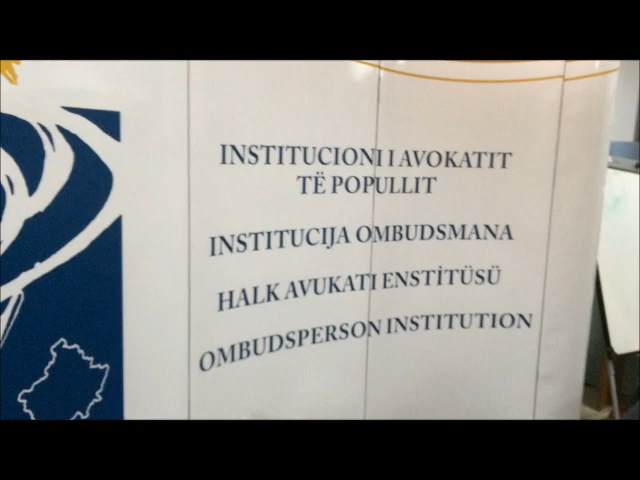 INSTITUCIONI I AVOKATIT
TË POPULLIT
INSTITUCIJA OMBUDSMANA
HALK AVUKATI ENSTİTÜSÜ
OMBUDSPERSON INSTITUTION